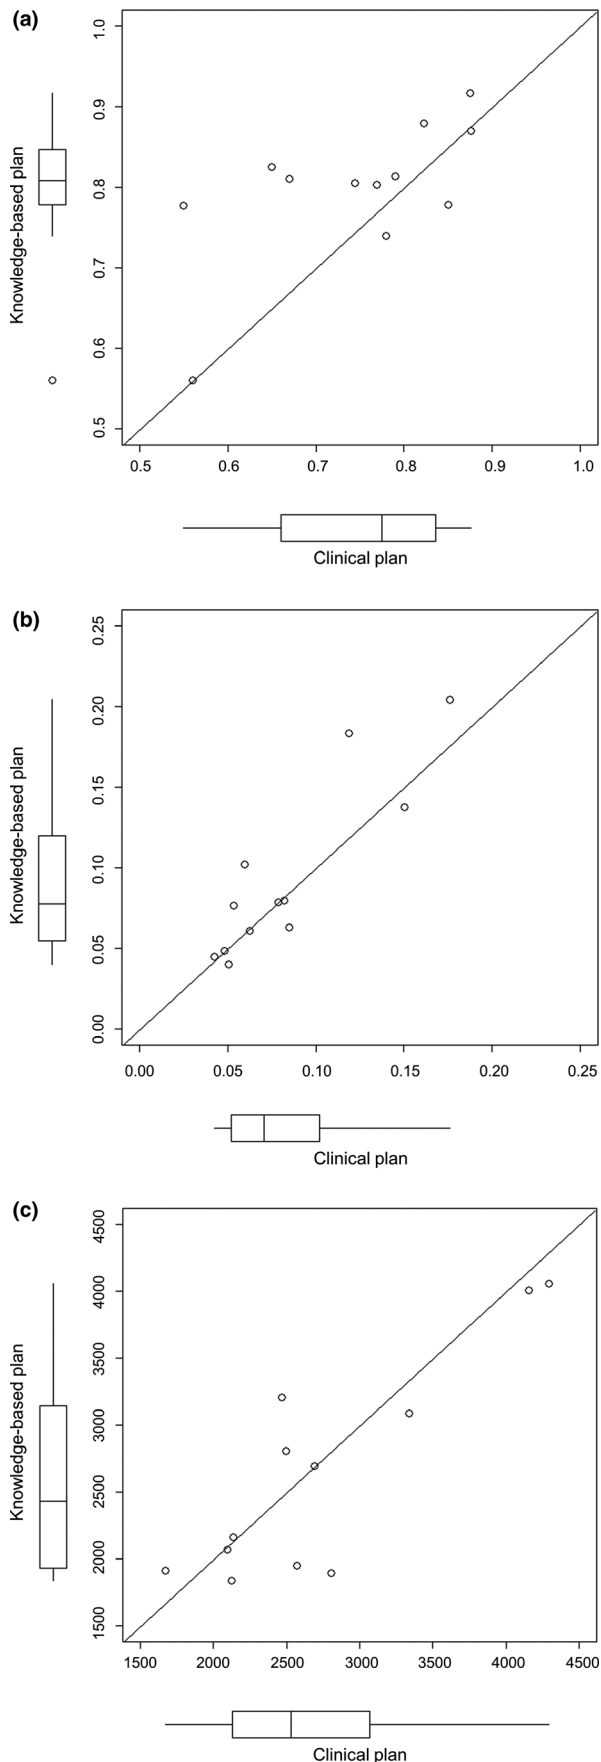 (a)
Knowledge-based plan
1.0
0.9
0.8
0.7
0.6
0.5
0.5 0.6 0.7 0.8 0.9 1.0
Clinical plan
(b)
Knowledge-based plan
0.25
0.20
0.15
0.10
0.05
0.00
0.00 0.05 0.10 0.15 0.20 0.25
Clinical plan
(c)
Knowledge-based plan
4500
4000
3500
3000
2500
2000
1500
1500 2000 2500 3000 3500 4000 4500
Clinical plan